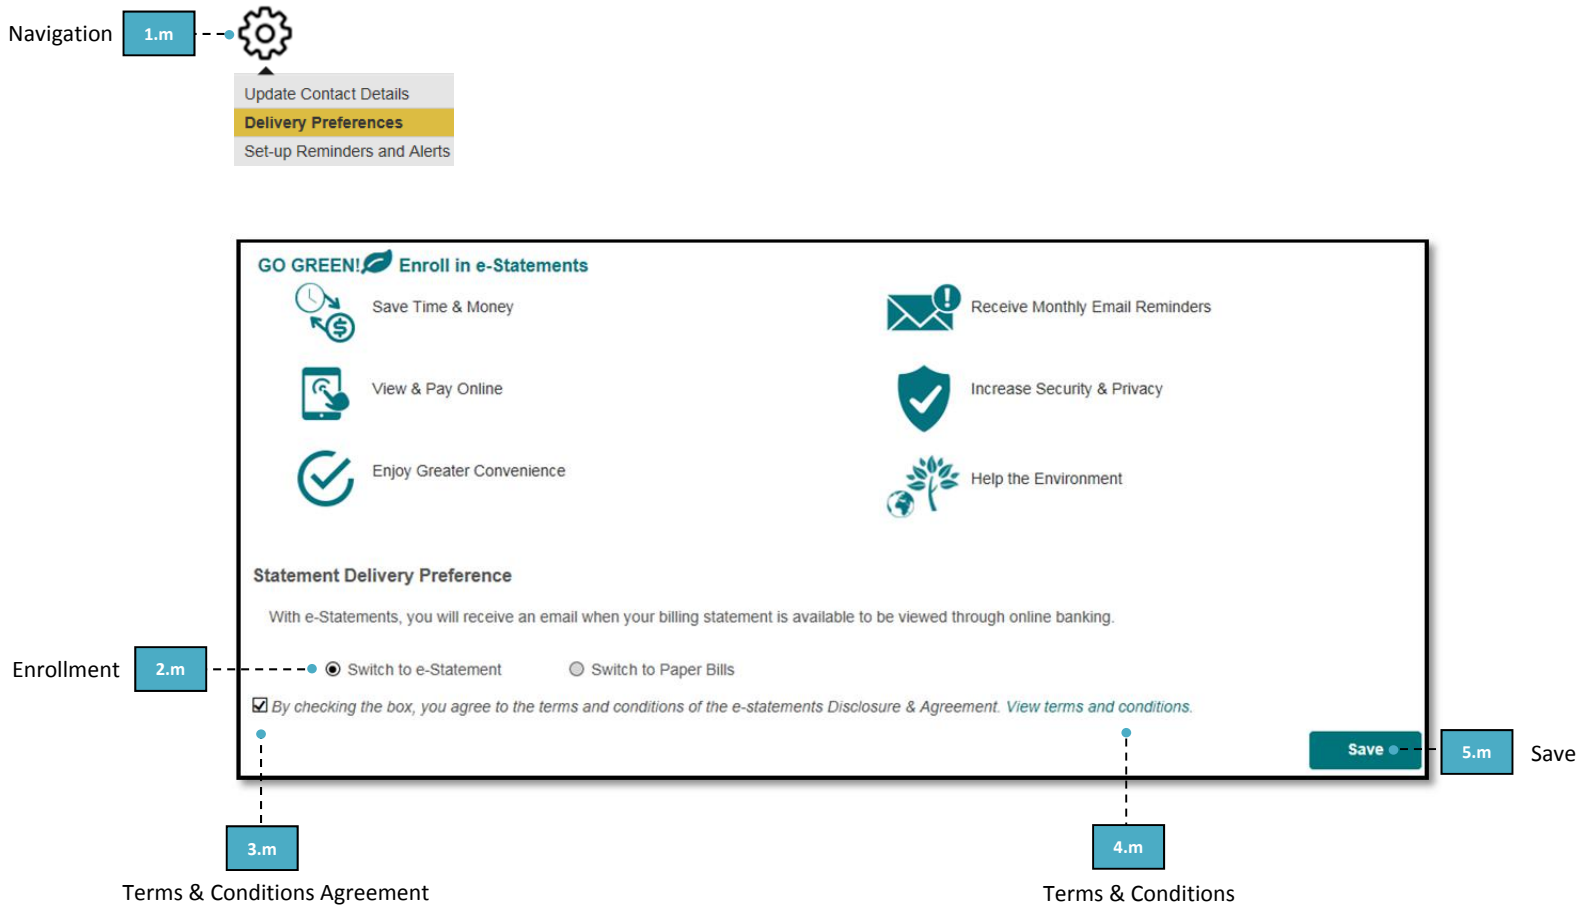 Navigation 1.m
Update Contact Details
Delivery Preferences
Set-up Reminders and Alerts
GO GREEN! Enroll in e-Statements
Save Time & Money
Receive Monthly Email Reminders
View & Pay Online
Increase Security & Privacy
Enjoy Greater Convenience
Help the Environment
Statement Delivery Preference
With e-Statements, you will receive an email when your billing statement is available to be viewed through online banking.
Enrollment 2.m Switch to e-Statement Switch to Paper Bills
By checking the box, you agree to the terms and conditions of the e-statements Disclosure & Agreement. View terms and conditions.
Save 5.m Save
3.m 4.m
Terms & Conditions Agreement Terms & Conditions